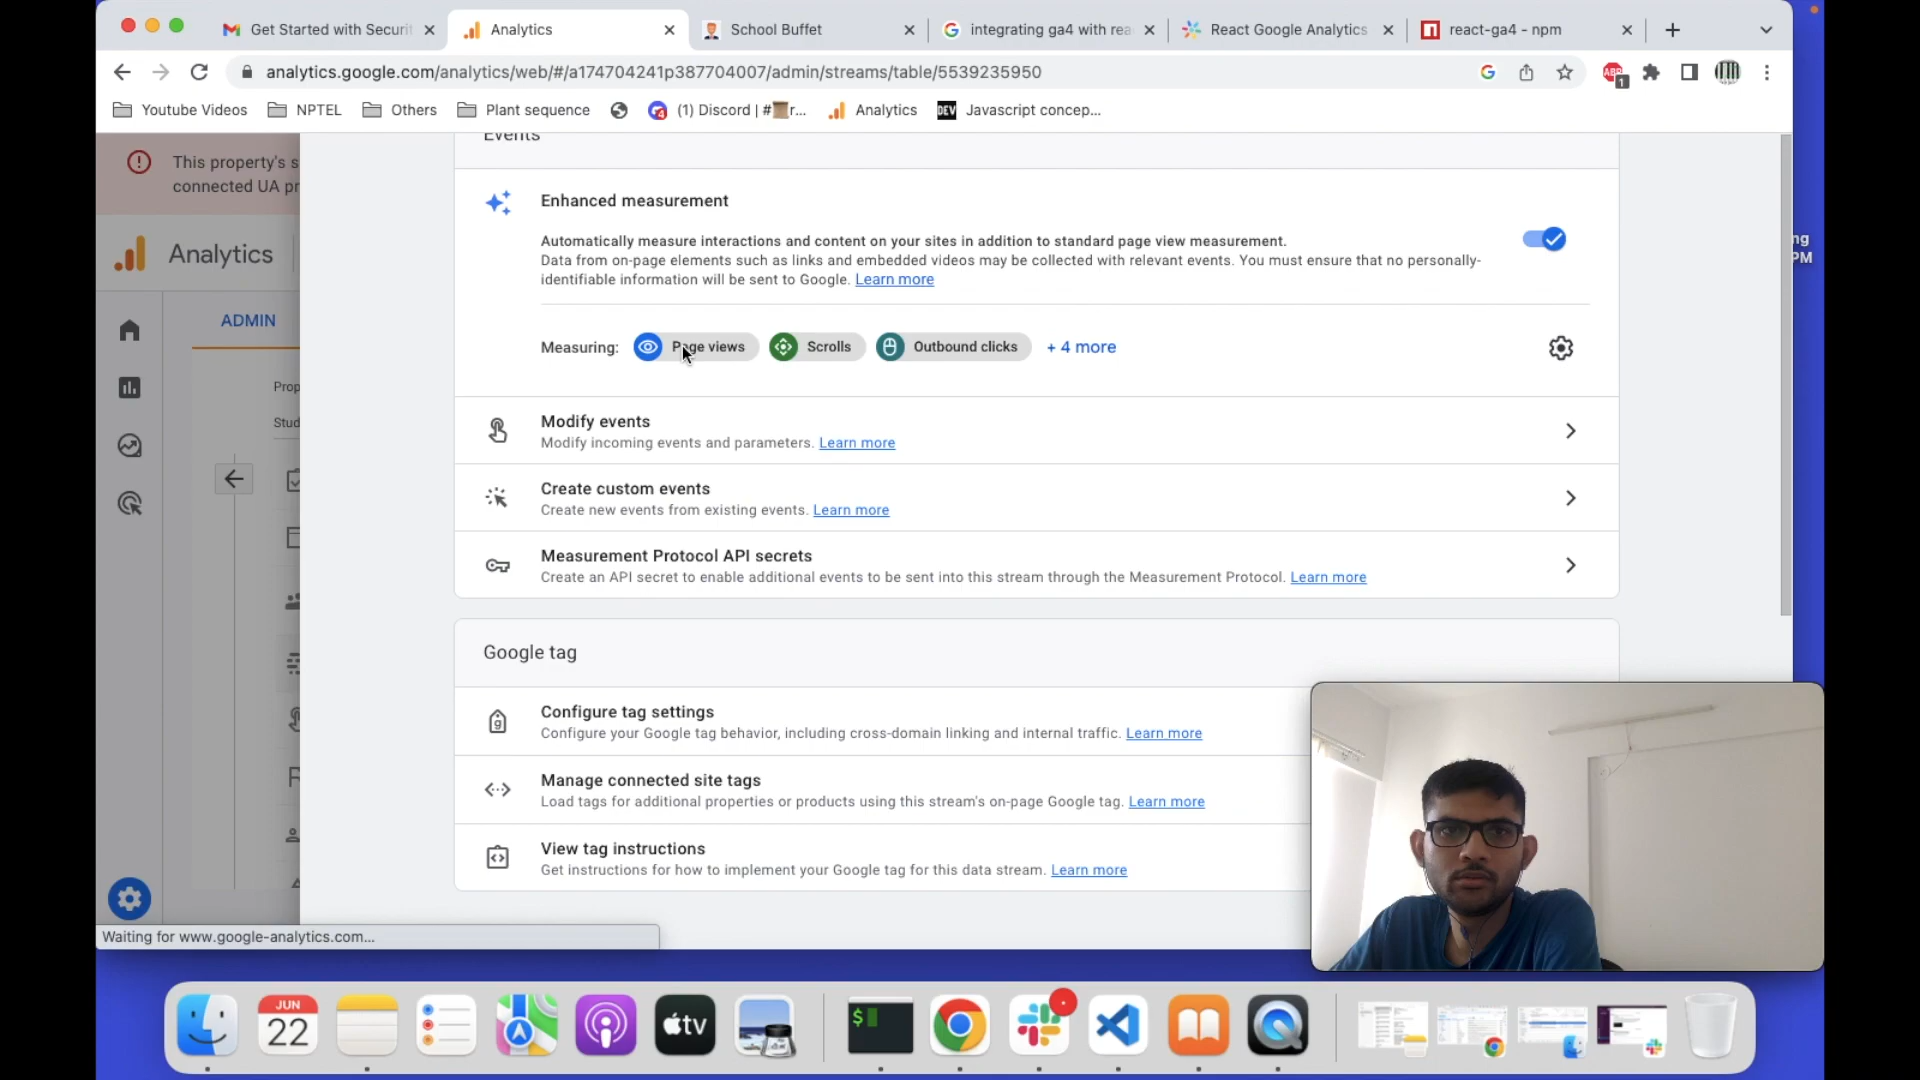 Get Started with Securit
Analytics
School Buffet
integrating ga4 with rea
React Google Analytics
react-ga4 - npm
analytics.google.com/analytics/web/#/a174704241p387704007/admin/streams/table/5539235950
ABP
1
Youtube Videos
NPTEL
Others
Plant sequence
4
(1) Discord | #
r...
Analytics
DEV
Javascript concep...
This property's s
connected UA pr
Analytics
ADMIN
Prop
Stud
Events
Enhanced measurement
Automatically measure interactions and content on your sites in addition to standard page view measurement.
Data from on-page elements such as links and embedded videos may be collected with relevant events. You must ensure that no personally-
identifiable information will be sent to Google. Learn more
Measuring:
Page views
Scrolls
Outbound clicks
+ 4 more
Modify events
Modify incoming events and parameters. Learn more
Create custom events
Create new events from existing events. Learn more
Measurement Protocol API secrets
Create an API secret to enable additional events to be sent into this stream through the Measurement Protocol. Learn more
Google tag
Configure tag settings
Configure your Google tag behavior, including cross-domain linking and internal traffic. Learn more
Manage connected site tags
Load tags for additional properties or products using this stream's on-page Google tag. Learn more
View tag instructions
Get instructions for how to implement your Google tag for this data stream. Learn more
Waiting for www.google-analytics.com...
ng
PM
JUN
22
tv
$